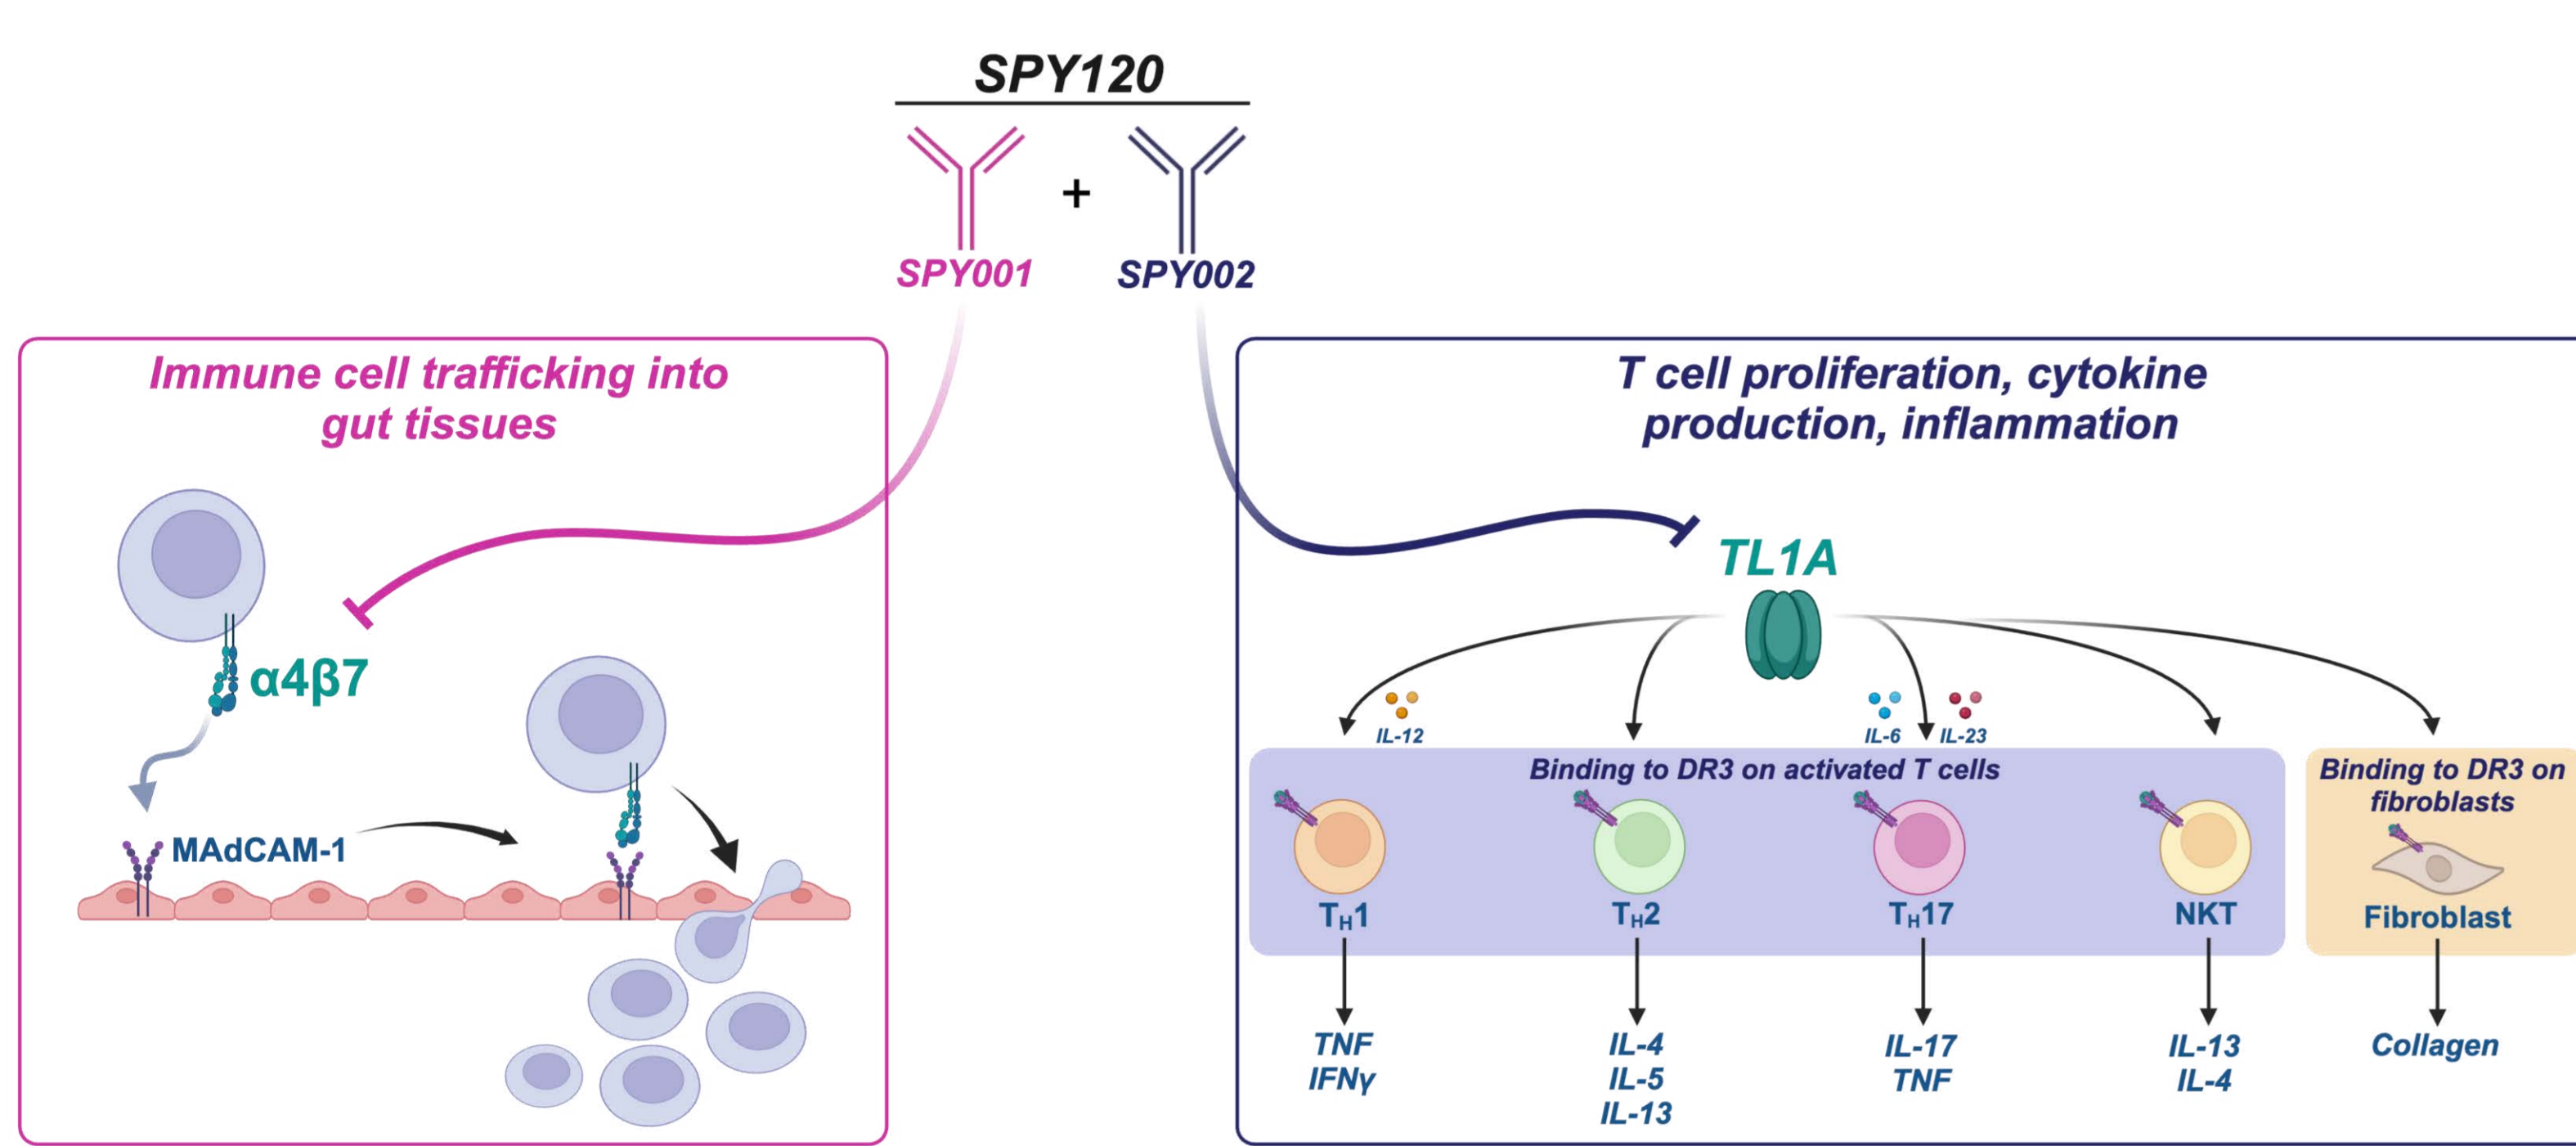 SPY120
+
SPY001
SPY002
Immune cell trafficking into
gut tissues
α4β7
MAdCAM-1
T cell proliferation, cytokine
production, inflammation
TL1A
IL-12
IL-6
IL-23
Binding to DR3 on activated T cells
TH1
TH2
TH17
NKT
Binding to DR3 on
fibroblasts
Fibroblast
TNF
IFNγ
IL-4
IL-5
IL-13
IL-17
TNF
IL-13
IL-4
Collagen